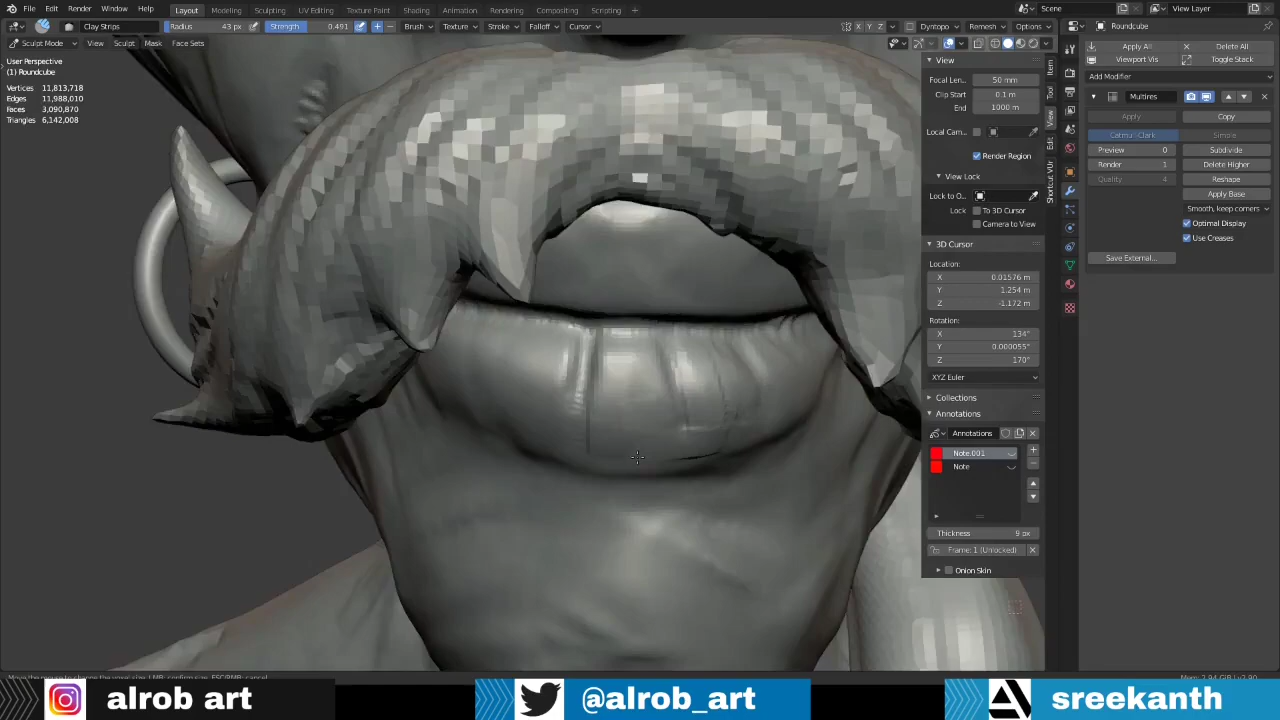 File Edit Render Window Help Layout Modeling Sculpting UV Editing Texture Paint Shading Animation Rendering Compositing Scripting Scene View Layer
Clay Strips Radius 43 px Strength 0.491 Brush Texture Stroke Falloff Cursor X Y Z Dyntopo Remesh Options Roundcube
Sculpt Mode View Sculpt Mask Face Sets
User Perspective
(1) Roundcube
Vertices 11,813,718
Edges 11,988,010
Faces 3,090,870
Triangles 6,142,008
View
Focal Len... 50 mm
Clip Start 0.1 m
End 1000 m
Local Cam...
Render Region
View Lock
Lock to O...
Lock To 3D Cursor
Camera to View
3D Cursor
Location:
X 0.01576 m
Y 1.254 m
Z -1.172 m
Rotation:
X 134°
Y 0.000055°
Z 170°
XYZ Euler
Collections
Annotations
Annotations
Note.001
Note
Thickness 9 px
Frame: 1 (Unlocked)
Onion Skin
Item
Tool
View
Edit
Shortcut VUr
Apply All Delete All
Viewport Vis Toggle Stack
Add Modifier
Multires
Apply Copy
Catmull-Clark Simple
Preview 0 Subdivide
Render 1 Delete Higher
Quality 4 Reshape
Apply Base
Smooth, keep corners
Optimal Display
Use Creases
Save External...
alrob art @alrob_art sreekanth